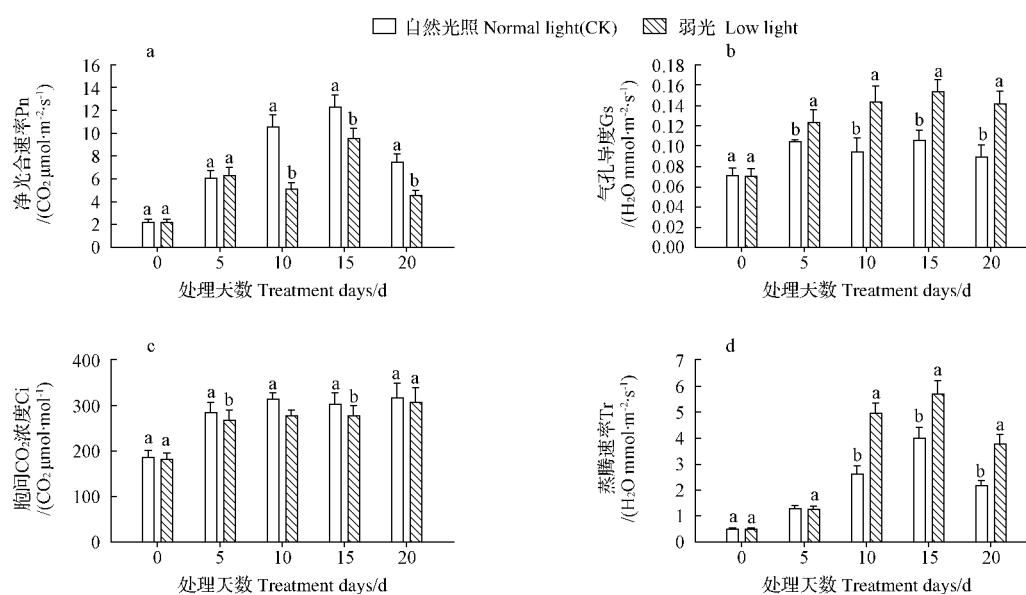 自然光照 Normal light(CK) 弱光 Low light
a
净光合速率Pn
/(CO₂ μmol·m⁻²·s⁻¹)
16
14
12
10
8
6
4
2
0
a a
a a
a b
a b
a b
0 5 10 15 20
处理天数 Treatment days/d
b
气孔导度Gs
/(H₂O mmol·m⁻²·s⁻¹)
0.18
0.16
0.14
0.12
0.10
0.08
0.06
0.04
0.02
0.00
a a
b a
b a
b a
b a
0 5 10 15 20
处理天数 Treatment days/d
c
胞间CO₂浓度Ci
/(CO₂ μmol·mol⁻¹)
400
300
200
100
0
a a
a b
a
a b
a a
0 5 10 15 20
处理天数 Treatment days/d
d
蒸腾速率Tr
/(H₂O mmol·m⁻²·s⁻¹)
7
6
5
4
3
2
1
0
a a
a
b a
b a
b a
0 5 10 15 20
处理天数 Treatment days/d